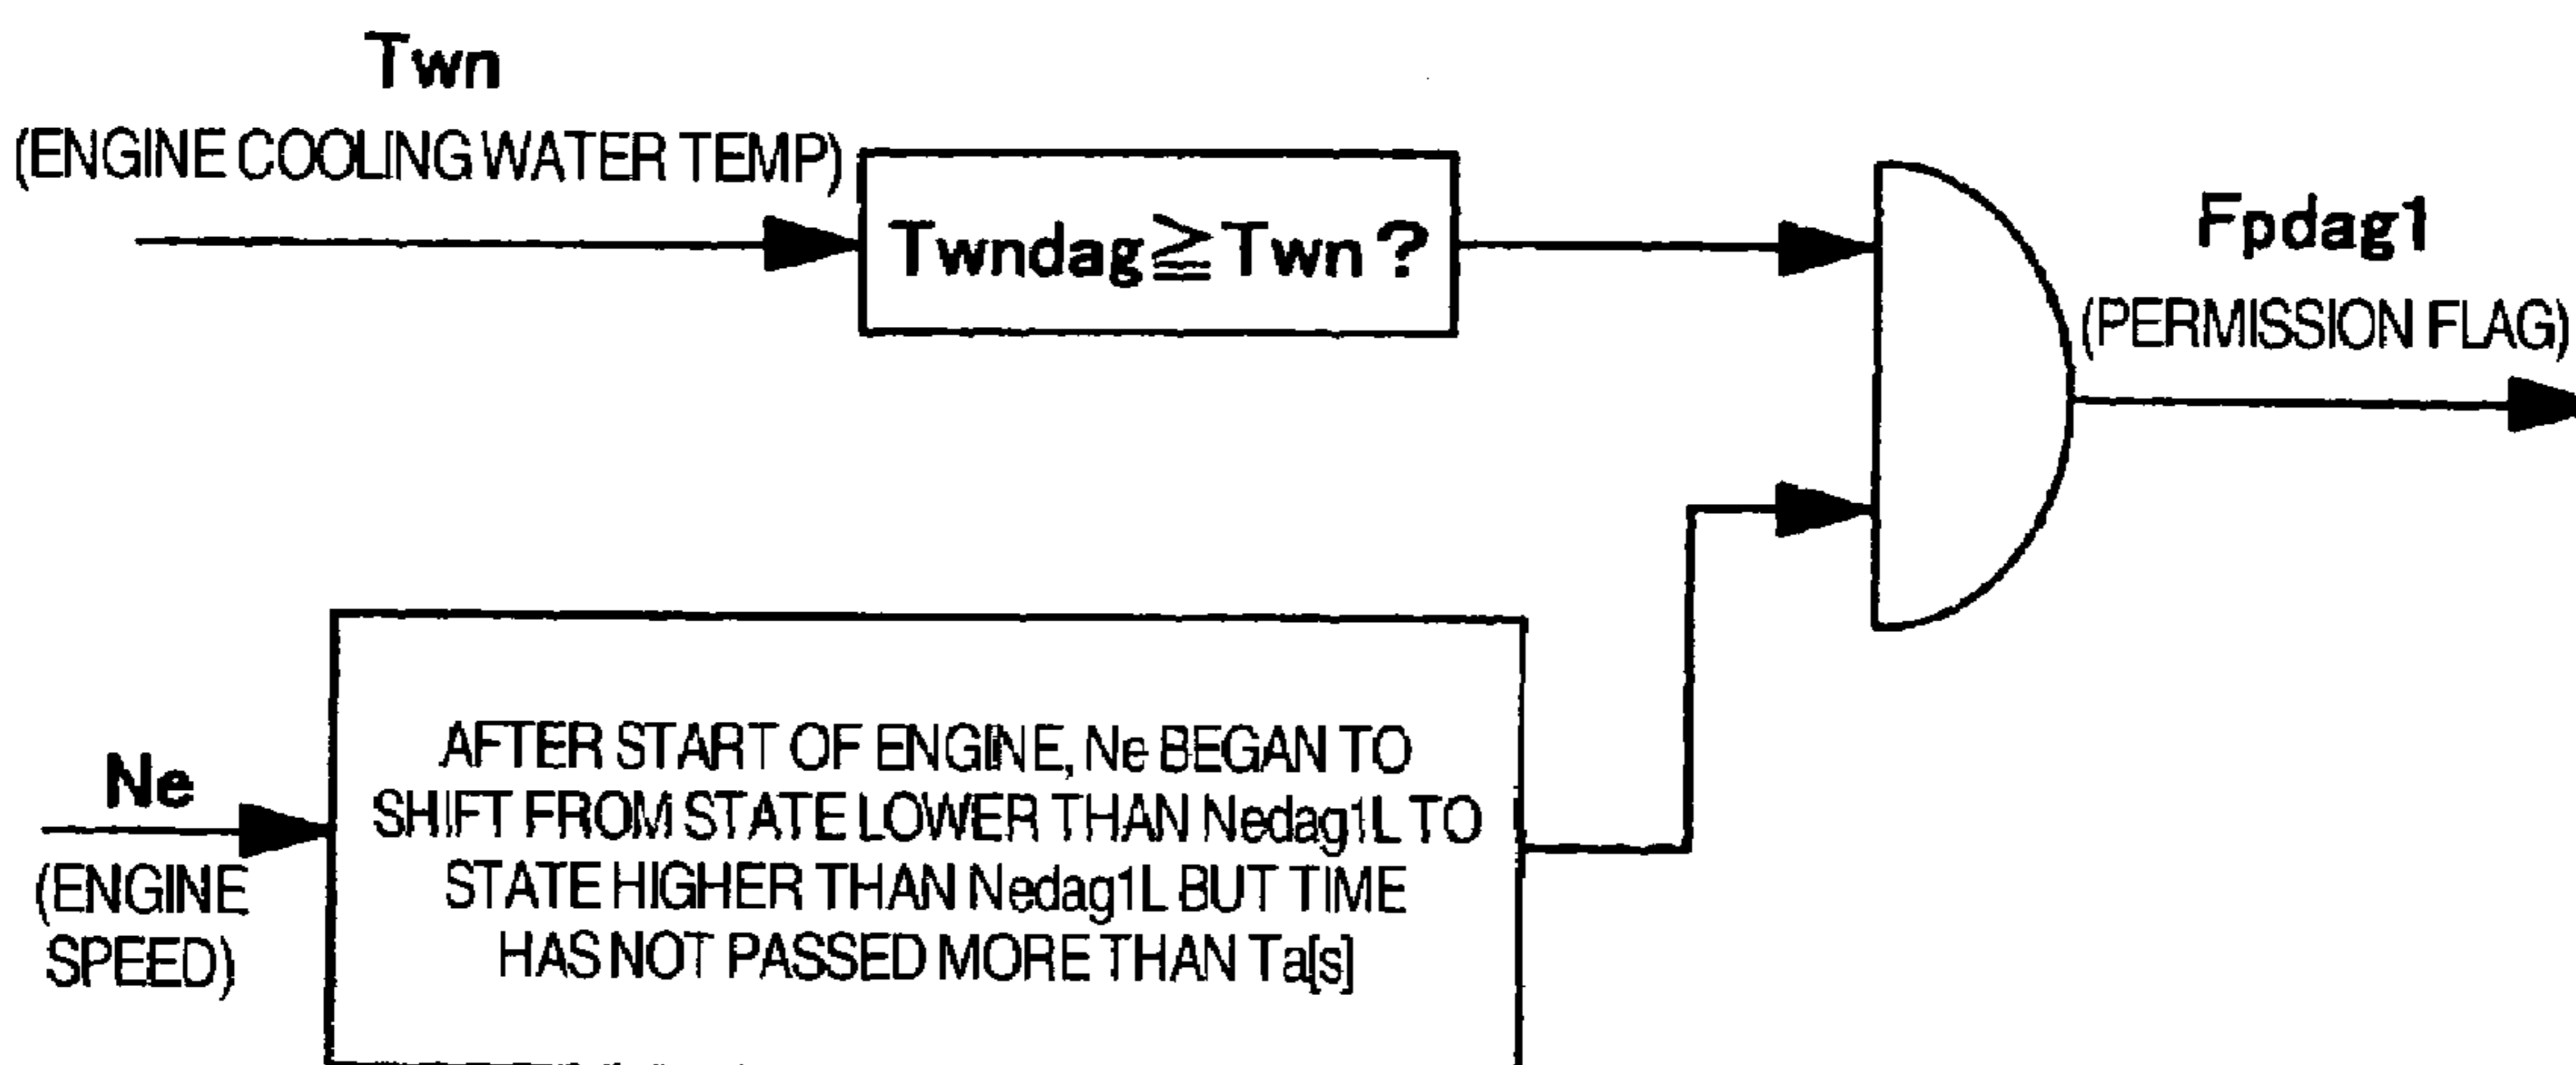 Twn
(ENGINE COOLING WATER TEMP)
Twndag≧Twn?
Fpdag1
(PERMISSION FLAG)
Ne
(ENGINE
SPEED)
AFTER START OF ENGINE, Ne BEGAN TO
SHIFT FROM STATE LOWER THAN Nedag1L TO
STATE HIGHER THAN Nedag1L BUT TIME
HAS NOT PASSED MORE THAN Ta[s]